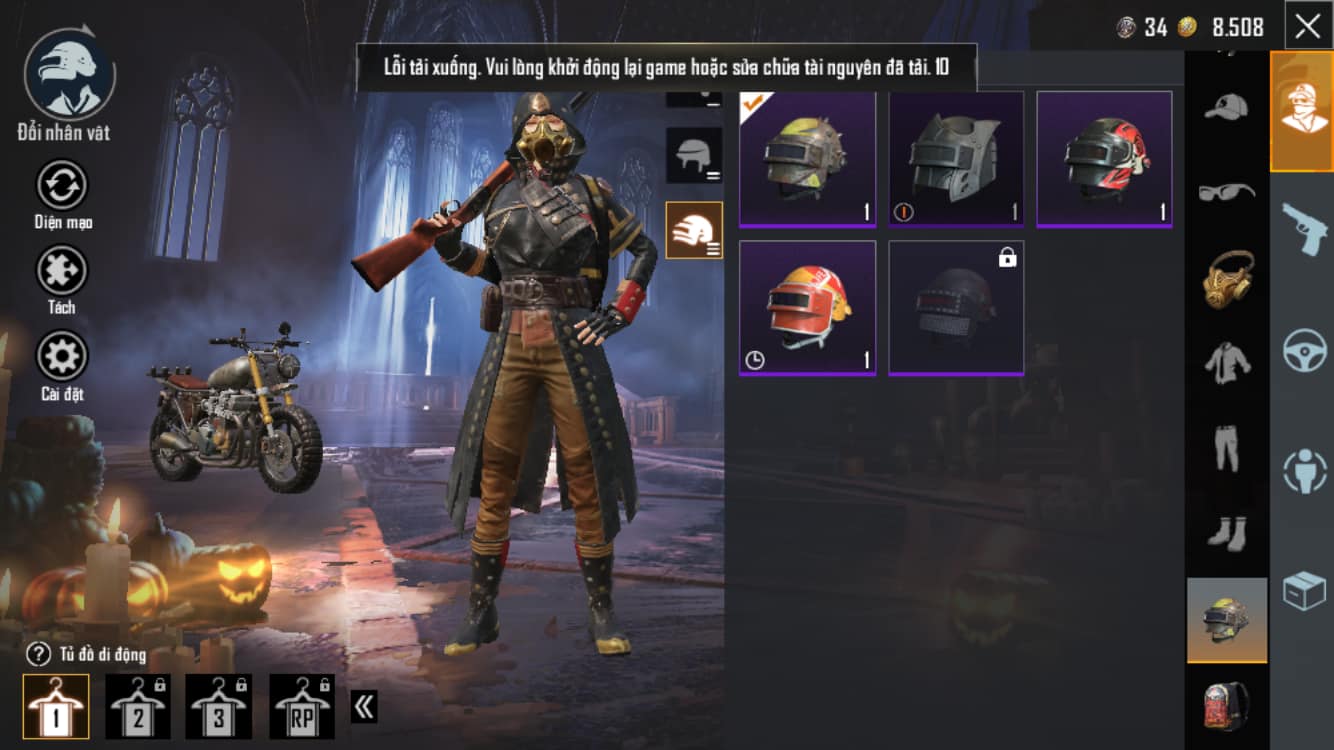 34 8.508
Lỗi tải xuống. Vui lòng khởi động lại game hoặc sửa chữa tài nguyên đã tải. 10
Đổi nhân vật
Diện mạo
Tách
Cài đặt
1 1 1
1
? Tủ đồ di động
1 2 3 RP